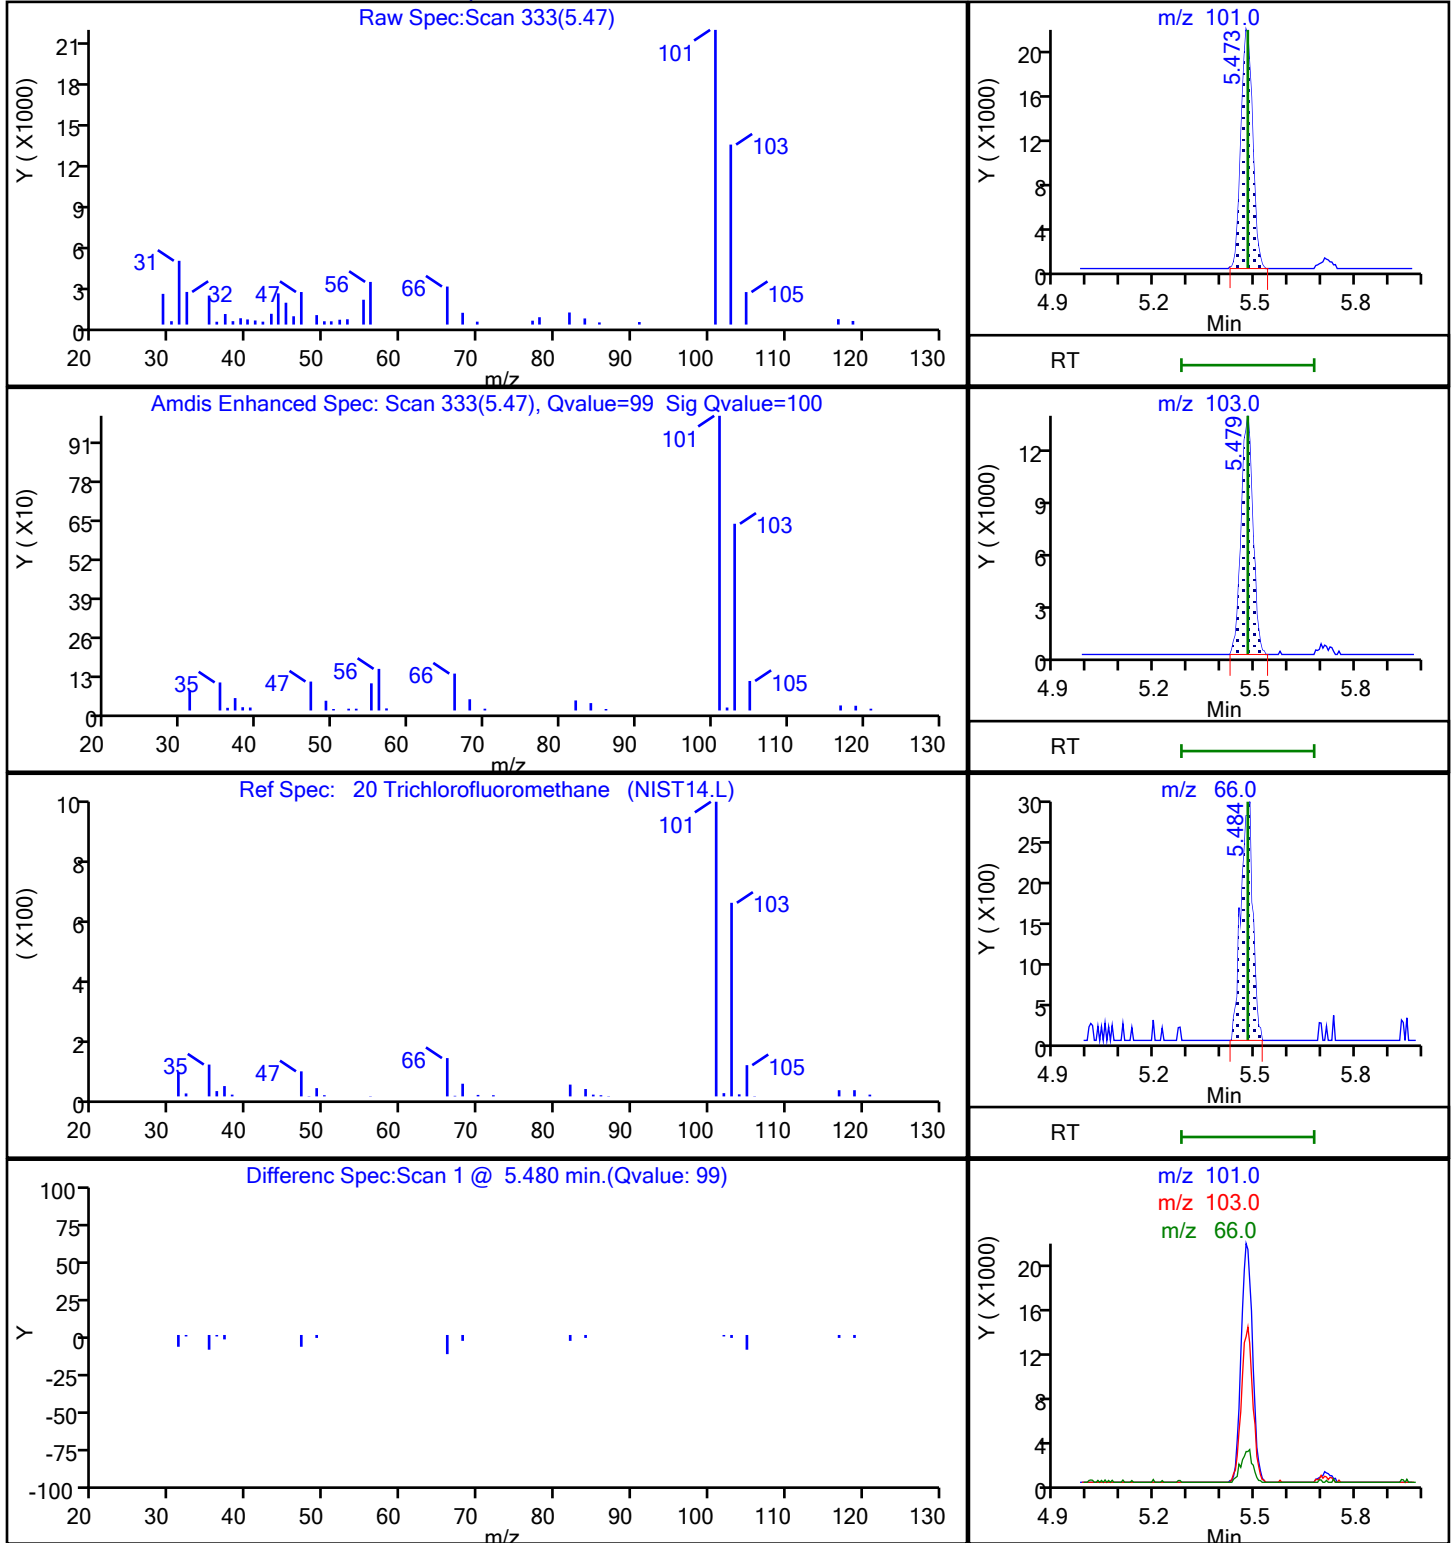 Raw Spec:Scan 333(5.47)
Y ( X1000)
21
18
15
12
9
6
3
0
101
103
31
32
47
56
66
105
20 30 40 50 60 70 80 90 100 110 120 130
m/z
m/z 101.0
Y ( X1000)
20
16
12
8
4
0
5.473
4.9 5.2 5.5 5.8
Min
RT
Amdis Enhanced Spec: Scan 333(5.47), Qvalue=99 Sig Qvalue=100
Y ( X10)
91
78
65
52
39
26
13
0
101
103
35
47
56
66
105
20 30 40 50 60 70 80 90 100 110 120 130
m/z
m/z 103.0
Y ( X1000)
12
9
6
3
0
5.479
4.9 5.2 5.5 5.8
Min
RT
Ref Spec: 20 Trichlorofluoromethane (NIST14.L)
( X100)
10
8
6
4
2
0
101
103
35
47
66
105
20 30 40 50 60 70 80 90 100 110 120 130
m/z 66.0
Y ( X100)
30
25
20
15
10
5
0
5.484
4.9 5.2 5.5 5.8
Min
RT
Differenc Spec:Scan 1 @ 5.480 min.(Qvalue: 99)
Y
100
75
50
25
0
-25
-50
-75
-100
20 30 40 50 60 70 80 90 100 110 120 130
m/z
m/z 101.0
m/z 103.0
m/z 66.0
Y ( X1000)
20
16
12
8
4
0
4.9 5.2 5.5 5.8
Min